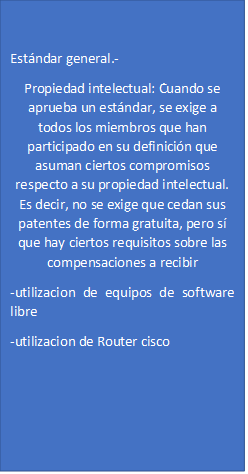 Estándar general.-
Propiedad intelectual: Cuando se
aprueba un estándar, se exige a
todos los miembros que han
participado en su definición que
asuman ciertos compromisos
respecto a su propiedad intelectual.
Es decir, no se exige que cedan sus
patentes de forma gratuita, pero sí
que hay ciertos requisitos sobre las
compensaciones a recibir
-utilizacion de equipos de software
libre
-utilizacion de Router cisco